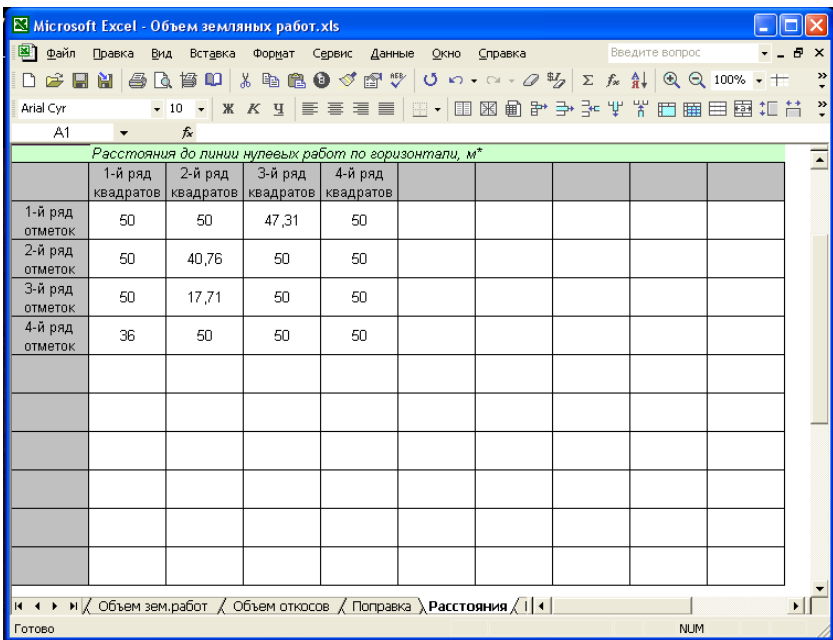 Microsoft Excel - Объем земляных работ.xls
Файл Правка Вид Вставка Формат Сервис Данные Окно Справка Введите вопрос
100%
Arial Cyr 10 Ж К Ч
A1 fx
Расстояния до линии нулевых работ по горизонтали, м*
1-й ряд 2-й ряд 3-й ряд 4-й ряд
квадратов квадратов квадратов квадратов
1-й ряд
отметок
50 50 47,31 50
2-й ряд
отметок
50 40,76 50 50
3-й ряд
отметок
50 17,71 50 50
4-й ряд
отметок
36 50 50 50
Объем зем.работ Объем откосов Поправка Расстояния
Готово NUM